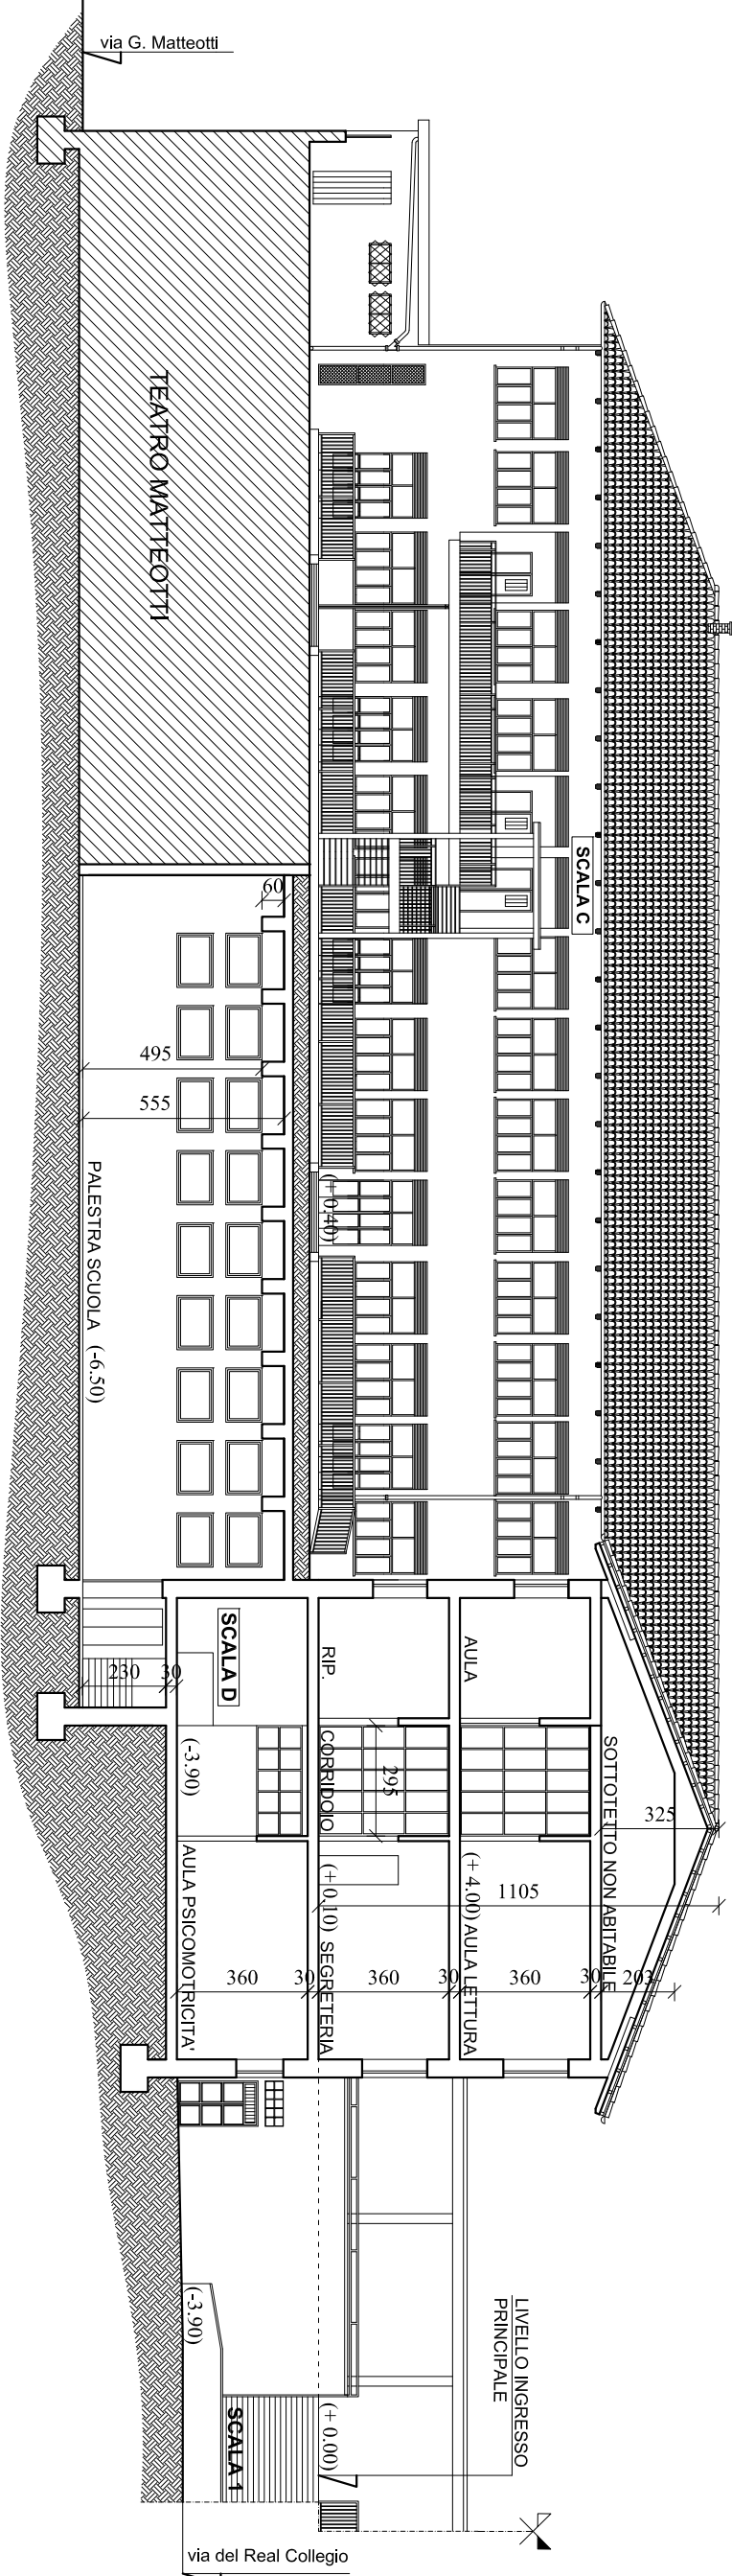 via G. Matteotti
TEATRO MATTEOTTI
SCALA C
60
495
555
PALESTRA SCUOLA (-6.50)
(+ 0.40)
SCALA D
RIP.
AULA
230
30
(-3.90)
CORRIDOIO
295
SOTTOTETTO NON ABITABILE
325
1105
AULA PSICOMOTRICITA'
(+ 0.10) SEGRETERIA
(+ 4.00) AULA LETTURA
360
30
360
30
360
30
203
(-3.90)
LIVELLO INGRESSO
PRINCIPALE
(+ 0.00)
SCALA 1
via del Real Collegio